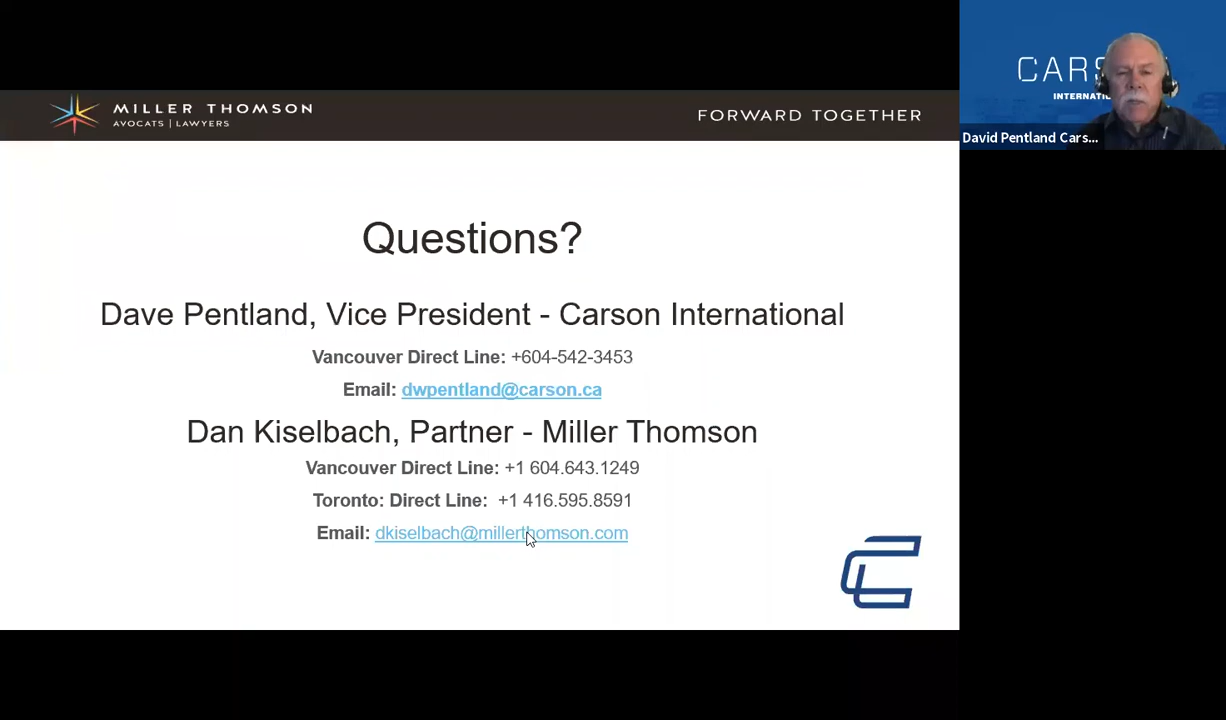 MILLER THOMSON
AVOCATS | LAWYERS
FORWARD TOGETHER
Questions?
Dave Pentland, Vice President - Carson International
Vancouver Direct Line: +604-542-3453
Email: dwpentland@carson.ca
Dan Kiselbach, Partner - Miller Thomson
Vancouver Direct Line: +1 604.643.1249
Toronto: Direct Line: +1 416.595.8591
Email: dkiselbach@millerthomson.com
CARS
INTERNATI
David Pentland Cars...